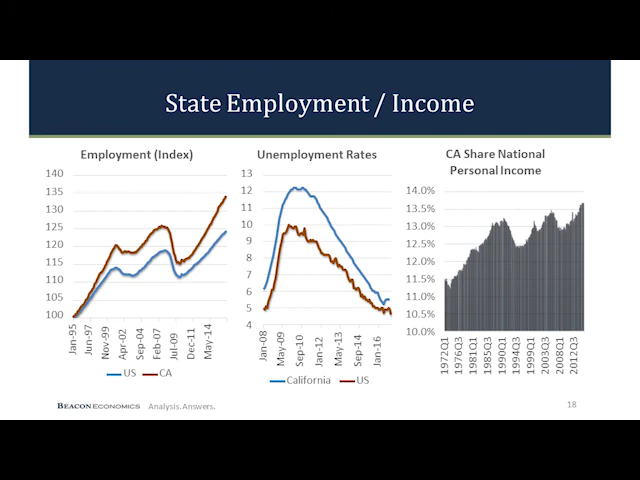 State Employment / Income
Employment (Index)
140
135
130
125
120
115
110
105
100
Jan-95
Jun-97
Nov-99
Apr-02
Sep-04
Feb-07
Jul-09
Dec-11
May-14
US
CA
Unemployment Rates
13
12
11
10
9
8
7
6
5
4
Jan-08
May-09
Sep-10
Jan-12
May-13
Sep-14
Jan-16
California
US
CA Share National
Personal Income
14.0%
13.5%
13.0%
12.5%
12.0%
11.5%
11.0%
10.5%
10.0%
1972Q1
1976Q3
1981Q1
1985Q3
1990Q1
1994Q3
1999Q1
2003Q3
2008Q1
2012Q3
BEACON ECONOMICS Analysis. Answers.
18